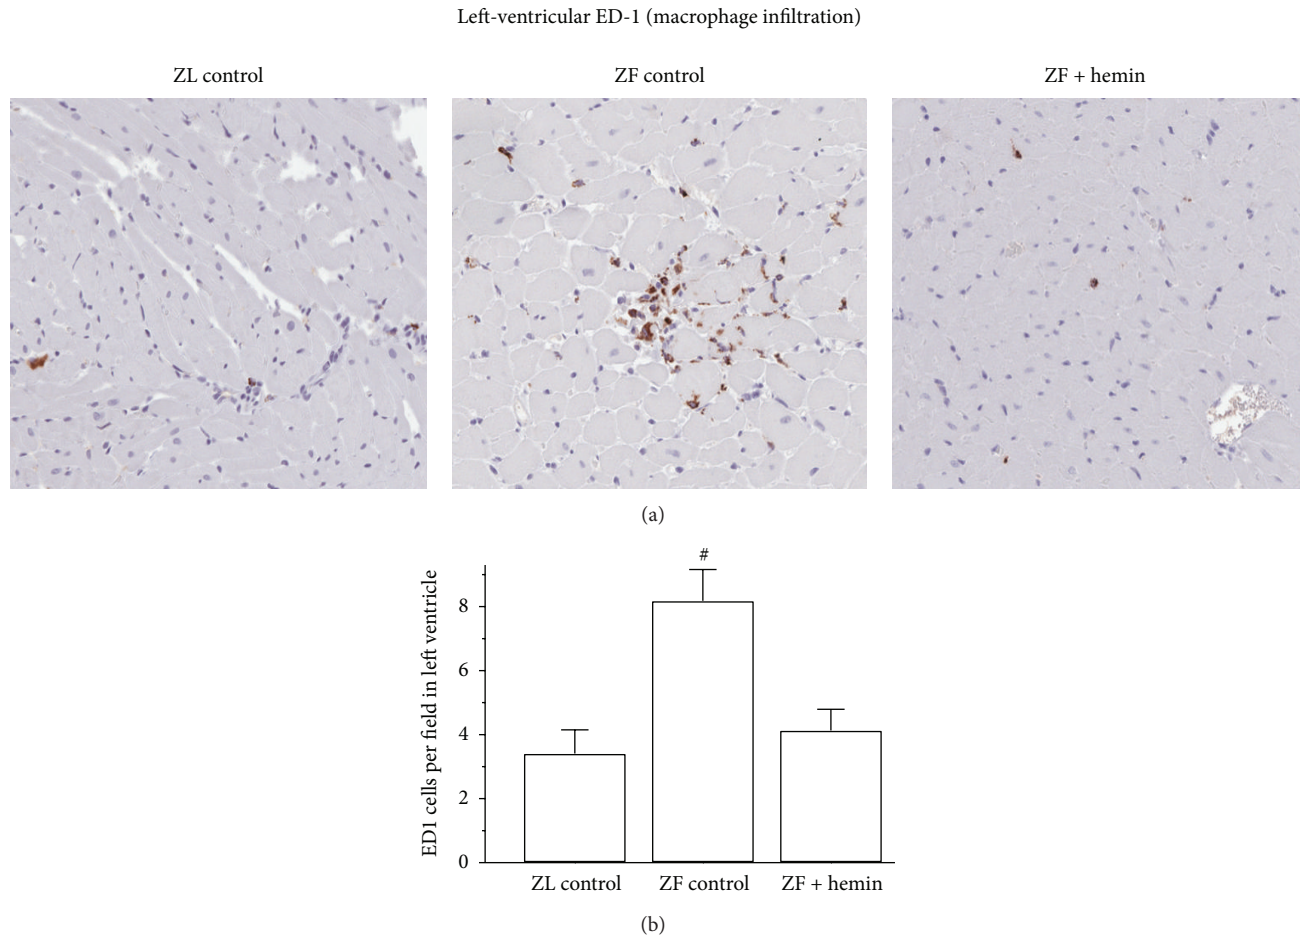 Left-ventricular ED-1 (macrophage infiltration)
ZL control
ZF control
ZF + hemin
(a)
#
ED1 cells per field in left ventricle
8
6
4
2
0
ZL control
ZF control
ZF + hemin
(b)